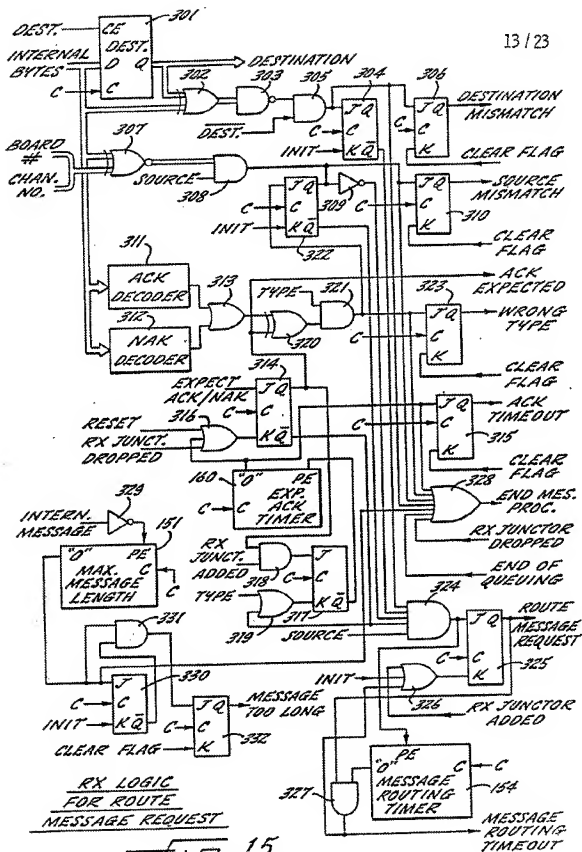 13/23
DEST.
CE
DEST.
301
INTERNAL
BYTES
D
Q
C
C
DESTINATION
302
303
305
304
306
DEST.
J Q
C
K Q̅
C
INIT
J Q
C
K
C
DESTINATION
MISMATCH
CLEAR FLAG
BOARD
#
CHAN.
NO.
307
SOURCE
308
J Q
C
K Q̅
C
INIT
322
309
J Q
C
K
C
SOURCE
MISMATCH
310
CLEAR
FLAG
311
ACK
DECODER
312
NAK
DECODER
313
TYPE
320
321
ACK
EXPECTED
323
J Q
C
K
C
WRONG
TYPE
CLEAR
FLAG
EXPECT
ACK/NAK
314
J Q
C
K Q̅
C
RESET
316
RX JUNCT.
DROPPED
J Q
C
K
C
ACK
TIMEOUT
315
CLEAR
FLAG
160
"0"
PE
EXP.
ACK
TIMER
C
C
328
END MES.
PROC.
RX JUNCTOR
DROPPED
END OF
QUEUING
329
INTERN.
MESSAGE
151
"0"
PE
MAX.
MESSAGE
LENGTH
C
C
RX
JUNCT.
ADDED
318
J
C
K Q̅
C
TYPE
317
319
SOURCE
324
J Q
C
K
C
ROUTE
MESSAGE
REQUEST
325
331
J
C
K Q̅
C
330
INIT
J Q
C
K
C
MESSAGE
TOO LONG
332
CLEAR FLAG
INIT
326
RX JUNCTOR
ADDED
PE
"0"
MESSAGE
ROUTING
TIMER
C
C
164
327
MESSAGE
ROUTING
TIMEOUT
RX LOGIC
FOR ROUTE
MESSAGE REQUEST
15